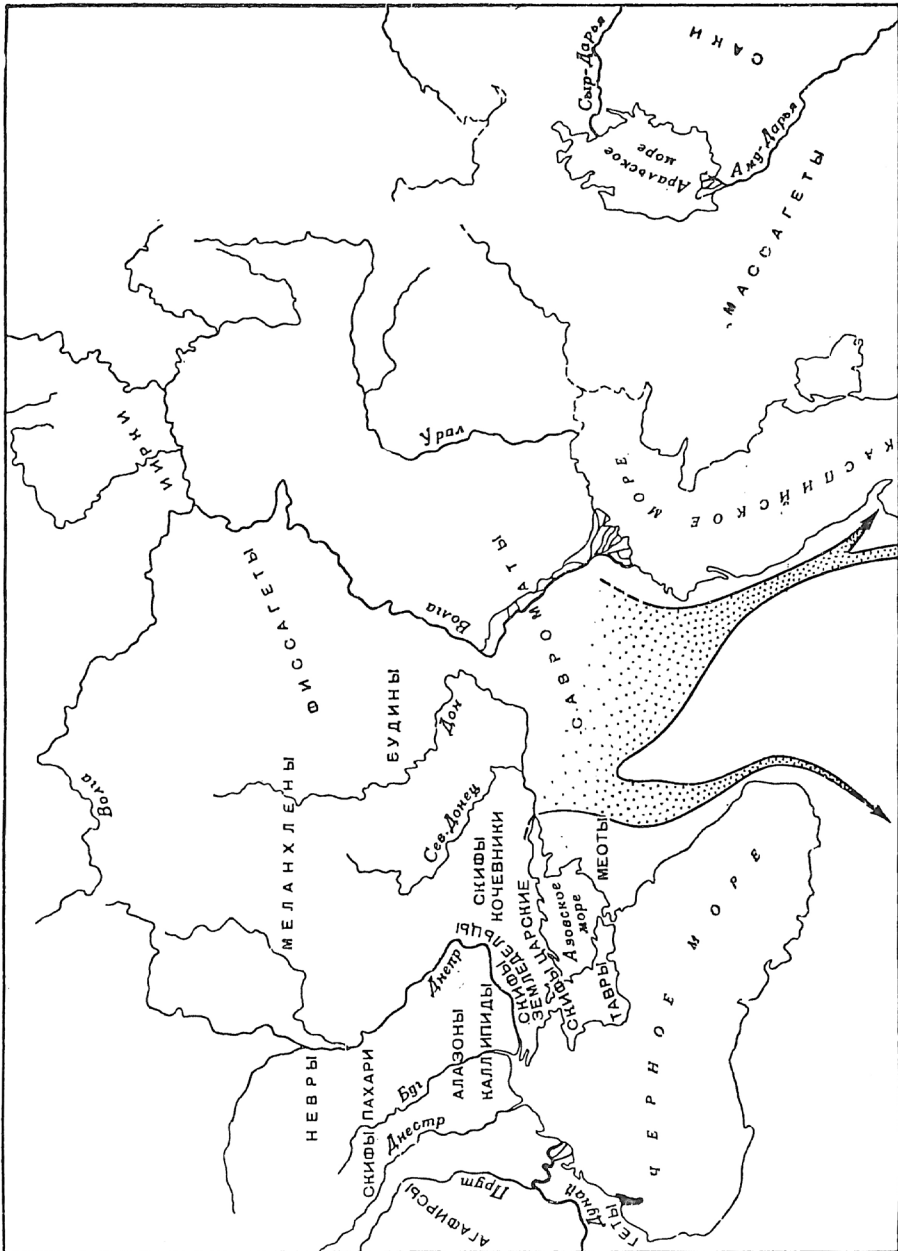 САКИ
Сыр-Дарья
Аральское
море
Аму-Дарья
МАССАГЕТЫ
ИИРКИ
Урал
КАСПИЙСКОЕ МОРЕ
Волга
ФИССАГЕТЫ
Волга
САВРОМАТЫ
БУДИНЫ
Дон
МЕЛАНХЛЕНЫ
Сев. Донец
СКИФЫ
КОЧЕВНИКИ
МЕОТЫ
Азовское
море
СКИФЫ ЦАРСКИЕ
СКИФЫ
ЗЕМЛЕДЕЛЬЦЫ
ТАВРЫ
Днепр
НЕВРЫ
СКИФЫ ПАХАРИ
АЛАЗОНЫ
КАЛЛИПИДЫ
Буг
Днестр
Прут
АГАФИРСЫ
Дунай
ГЕТЫ
ЧЕРНОЕ МОРЕ